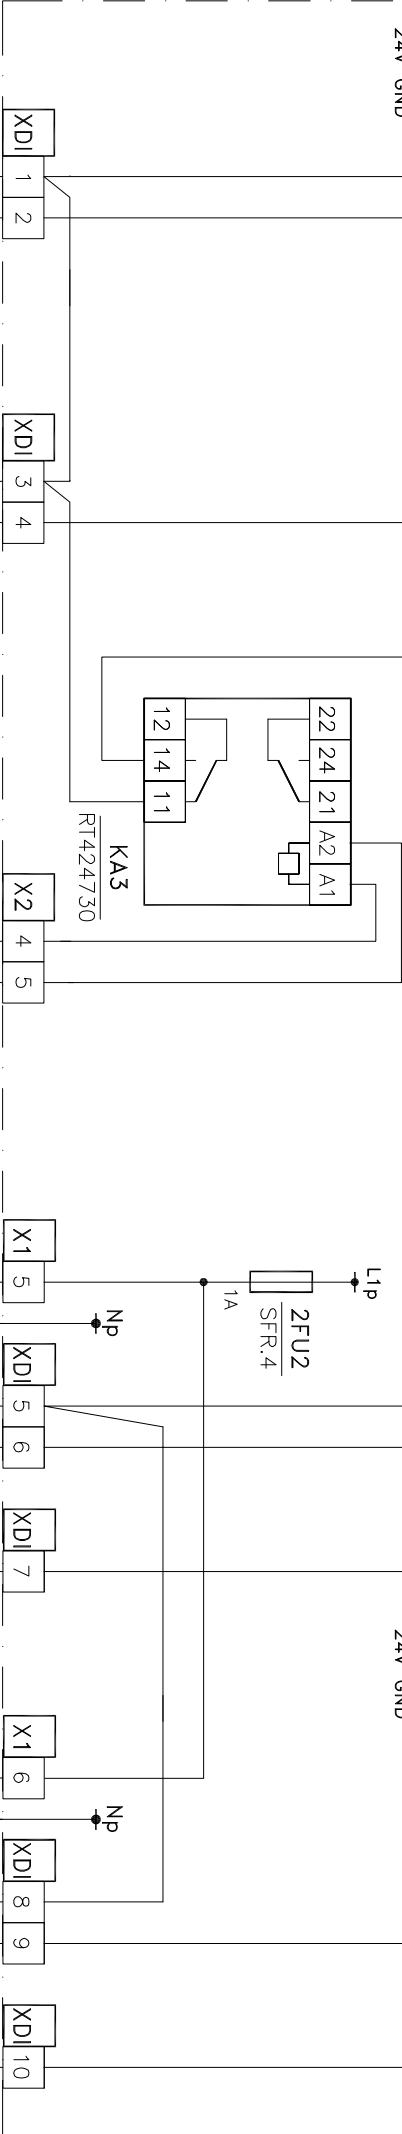 24V GND
XDI
1
2
XDI
3
4
12
14
11
22
24
21
A2
A1
KA3
RT424730
X2
4
5
X1
5
L1p
1A
2FU2
SFR.4
Np
XDI
5
6
XDI
7
24V GND
X1
6
Np
XDI
8
9
XDI
10